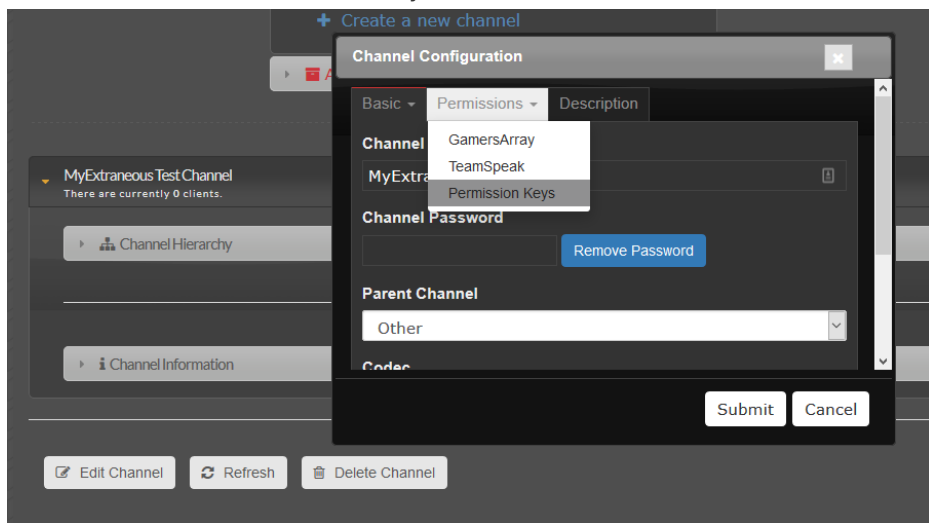 Create a new channel
Channel Configuration
Basic
Permissions
Description
GamersArray
TeamSpeak
Permission Keys
Channel
MyExtra
Channel Password
Remove Password
Parent Channel
Other
Codec
Submit
Cancel
MyExtraneous Test Channel
There are currently 0 clients.
Channel Hierarchy
Channel Information
Edit Channel
Refresh
Delete Channel